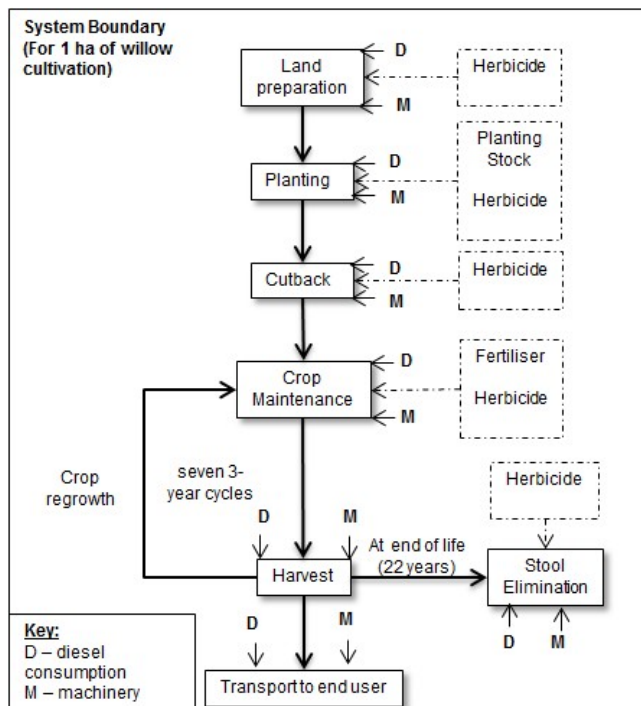 System Boundary
(For 1 ha of willow
cultivation)
D
Land
preparation
Herbicide
M
Planting
Stock
D
Planting
M
Herbicide
D
Cutback
Herbicide
M
D
Fertiliser
Crop
Maintenance
Herbicide
M
Crop
regrowth
seven 3-
year cycles
Herbicide
D
M
At end of life
(22 years)
Harvest
Stool
Elimination
D
M
D
M
Key:
D – diesel
consumption
M – machinery
Transport to end user